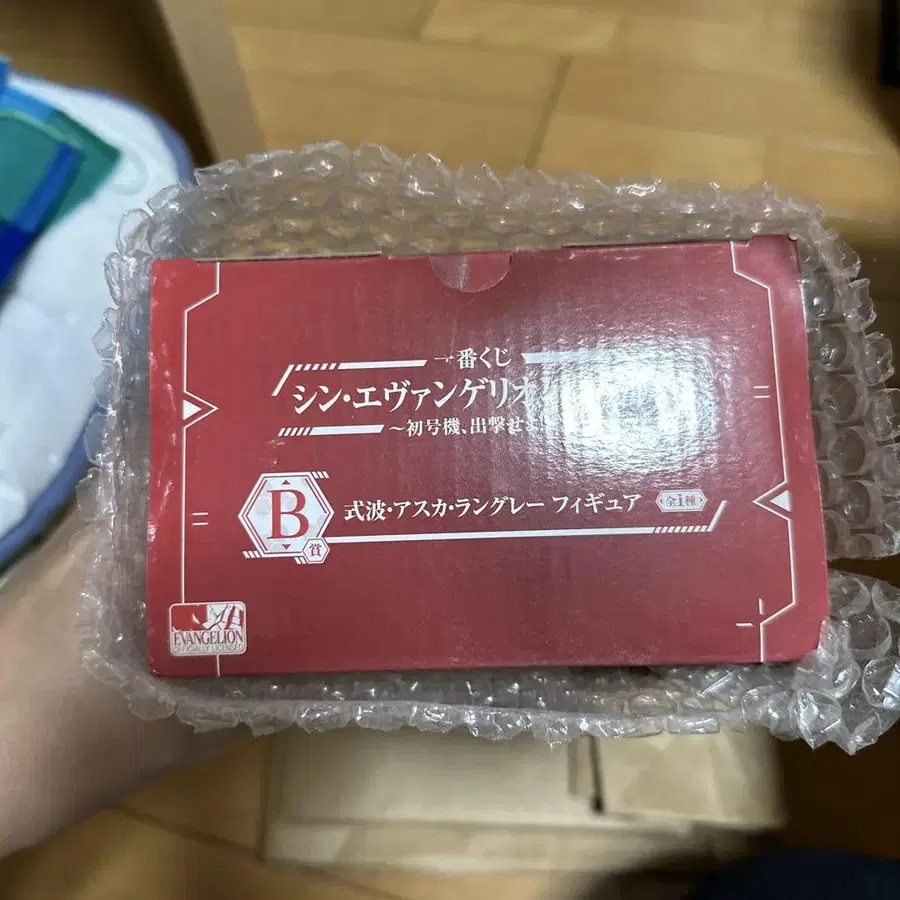 一番くじ
シン・エヴァンゲリオ
～初号機、出撃せ
B
賞
式波・アスカ・ラングレー フィギュア
全1種
EVANGELION
OFFICIALLY LICENSED